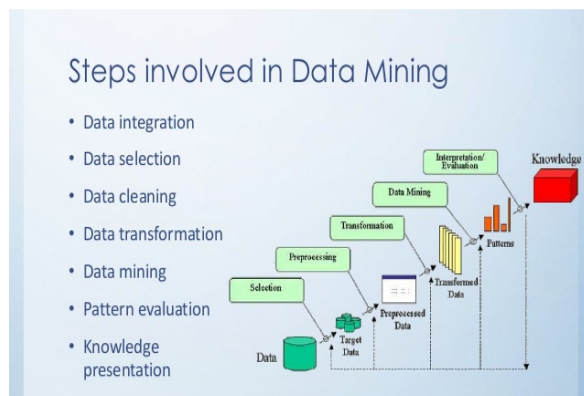 Steps involved in Data Mining
• Data integration
• Data selection
• Data cleaning
• Data transformation
• Data mining
• Pattern evaluation
• Knowledge
presentation
Interpretation/
Evaluation
Knowledge
Data Mining
Transformation
Patterns
Preprocessing
Transformed
Data
Selection
Preprocessed
Data
Target
Data
Data